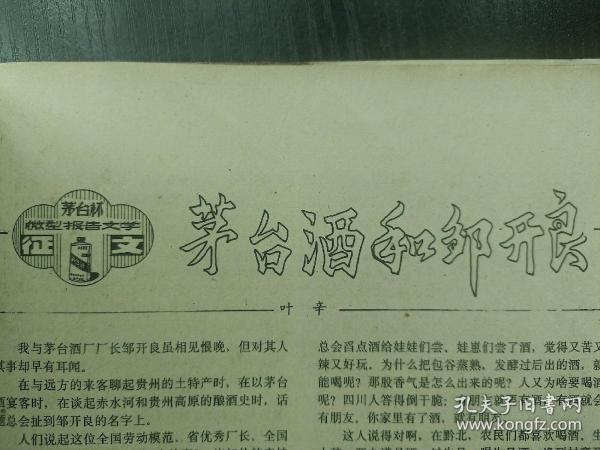 茅台杯
微型报告文学
征文
茅台酒和邹开良
叶 辛
我与茅台酒厂厂长邹开良虽相见恨晚，但对其人
其事却早有耳闻。
在与远方的来客聊起贵州的土特产时，在以茅台
酒宴客时，在谈起赤水河和贵州高原的酿酒史时，话
题总会扯到邹开良的名字上。
人们说起这位全国劳动模范、省优秀厂长、全国
总会舀点酒给娃娃们尝、娃崽们尝了酒，觉得又苦又
辣又好玩。为什么把包谷蒸熟、发酵过后出的酒，就
能喝呢？那股香气是怎么出来的呢？人又为啥要喝酒
呢？四川人答得倒干脆：
有朋友，你家里有了酒，就有朋友
这人说得对啊，在黔北，农民们都喜欢喝酒、生
孔夫子旧书网
www.kongfz.com